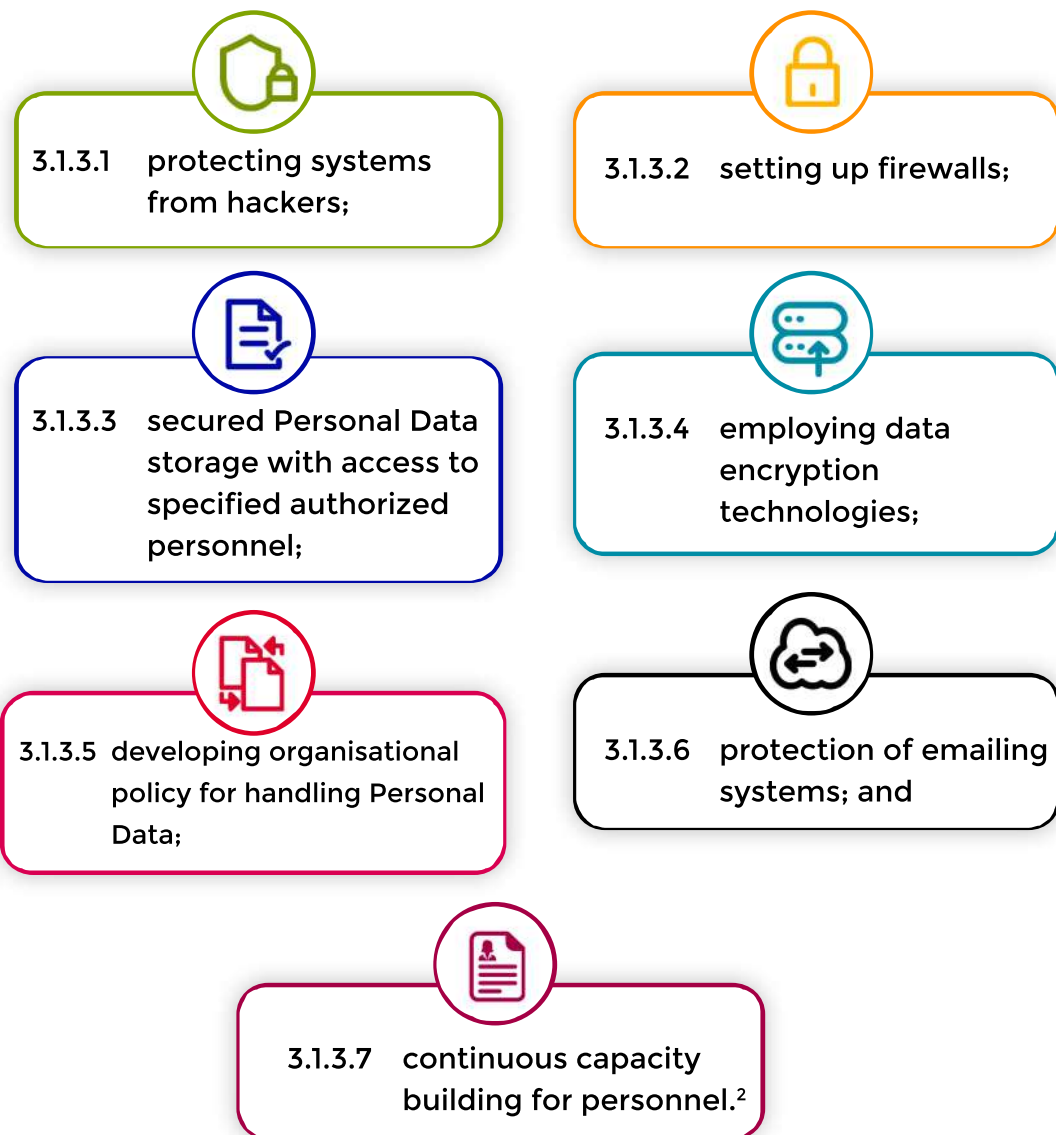 3.1.3.1 protecting systems
from hackers;
3.1.3.2 setting up firewalls;
3.1.3.3 secured Personal Data
storage with access to
specified authorized
personnel;
3.1.3.4 employing data
encryption
technologies;
3.1.3.5 developing organisational
policy for handling Personal
Data;
3.1.3.6 protection of emailing
systems; and
3.1.3.7 continuous capacity
building for personnel.²